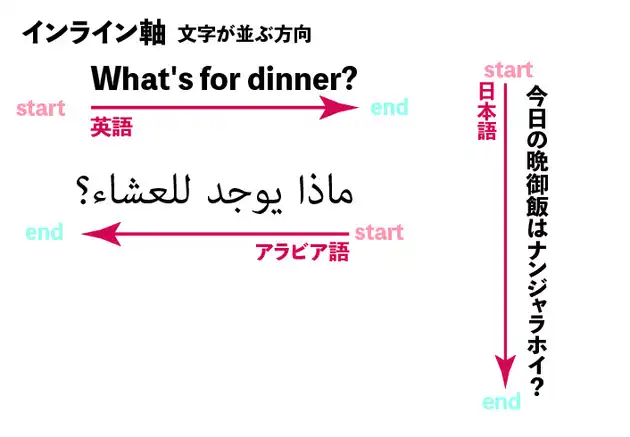 インライン軸 文字が並ぶ方向
What's for dinner?
start
end
英語
ماذا يوجد للعشاء؟
end
start
アラビア語
start
日本語
今日の晩御飯はナンジャラホイ？
end